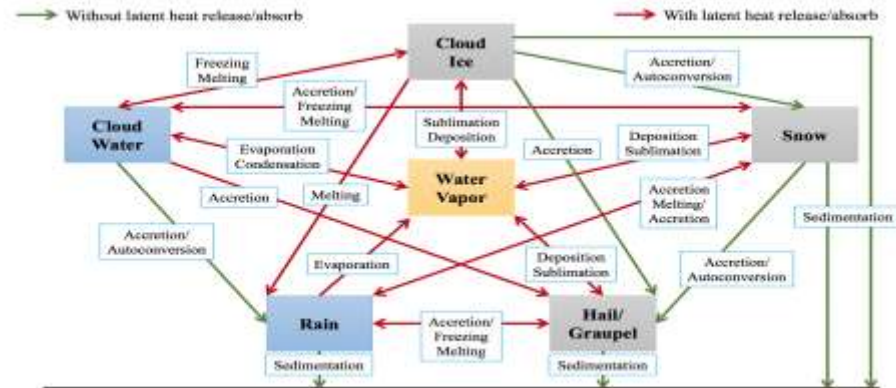 Without latent heat release/absorb
With latent heat release/absorb
Cloud
Ice
Freezing
Melting
Accretion/
Autoconversion
Accretion/
Freezing
Melting
Cloud
Water
Sublimation
Deposition
Snow
Evaporation
Condensation
Accretion
Deposition
Sublimation
Water
Vapor
Accretion
Melting
Accretion
Melting/
Accretion
Sedimentation
Accretion/
Autoconversion
Evaporation
Deposition
Sublimation
Accretion/
Autoconversion
Rain
Accretion/
Freezing
Melting
Hail/
Graupel
Sedimentation
Sedimentation